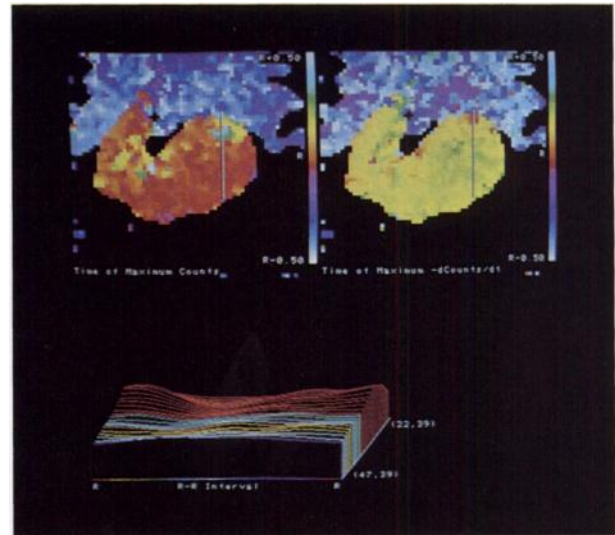 R+0.50
R+0.50
R
R
R-0.50
R-0.50
Time of Maximum Counts
Time of Maximum -dCounts/dt
(22,39)
(47,39)
R R-R Interval R